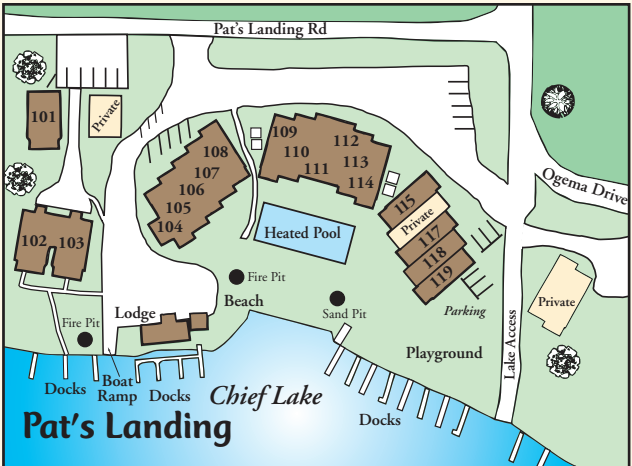 Pat's Landing Rd
101
Private
109
110
111
112
113
114
108
107
106
105
104
115
Private
117
118
119
Ogema Drive
102
103
Heated Pool
Fire Pit
Beach
Sand Pit
Parking
Private
Lodge
Fire Pit
Playground
Lake Access
Docks
Boat
Ramp
Docks
Chief Lake
Docks
Pat's Landing